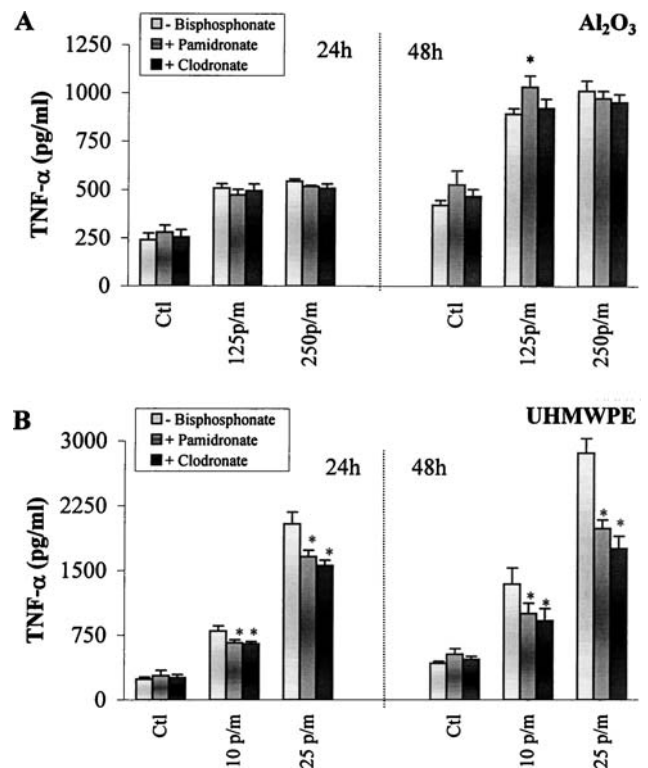 A
- Bisphosphonate
+ Pamidronate
+ Clodronate
24h
48h
Al₂O₃
TNF-α (pg/ml)
1250
1000
750
500
250
0
*
Ctl
125p/m
250p/m
Ctl
125p/m
250p/m
B
- Bisphosphonate
+ Pamidronate
+ Clodronate
24h
48h
UHMWPE
TNF-α (pg/ml)
3000
2250
1500
750
0
* *
* *
* *
* *
Ctl
10 p/m
25 p/m
Ctl
10 p/m
25 p/m